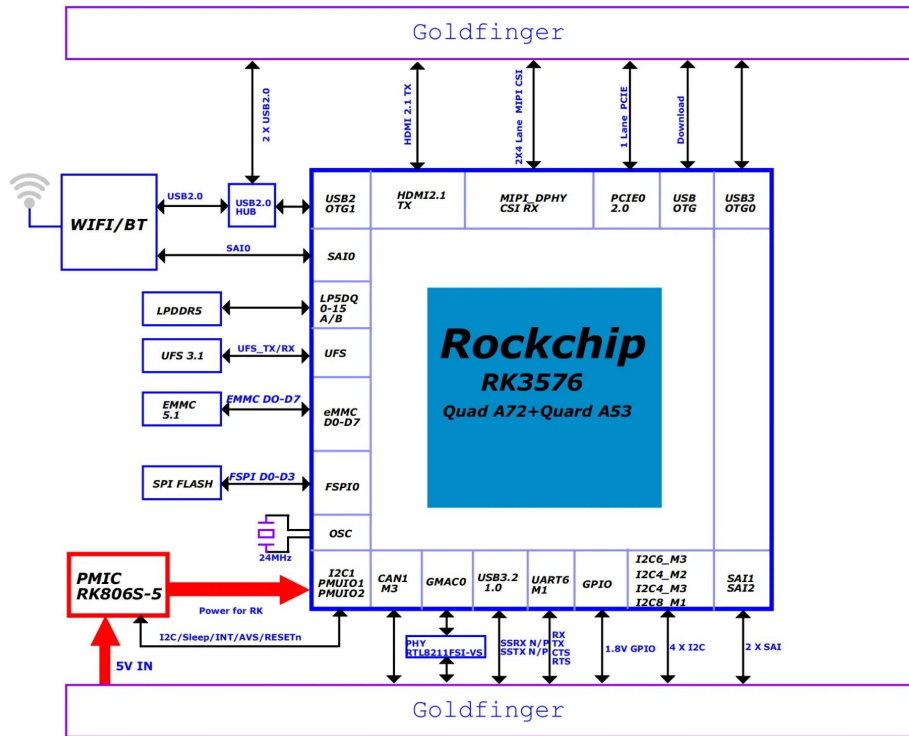 Goldfinger
2 X USB2.0
HDMI 2.1 TX
2X4 Lane MIPI CSI
1 Lane PCIE
Download
WIFI/BT
USB2.0
USB2.0
HUB
USB2
OTG1
HDMI2.1
TX
MIPI_DPHY
CSI RX
PCIE0
2.0
USB
OTG
USB3
OTG0
SAI0
SAI0
LPDDR5
LP5DQ
0-15
A/B
UFS 3.1
UFS_TX/RX
UFS
EMMC
5.1
EMMC DO-D7
eMMC
D0-D7
SPI FLASH
FSPI D0-D3
FSPI0
OSC
24MHz
Rockchip
RK3576
Quad A72+Quard A53
PMIC
RK806S-5
Power for RK
I2C1
PMUIO1
PMUIO2
CAN1
M3
GMAC0
USB3.2
1.0
UART6
M1
GPIO
I2C6_M3
I2C4_M2
I2C4_M3
I2C8_M1
SAI1
SAI2
I2C/Sleep/INT/AVS/RESETn
5V IN
PHY
RTL8211FSI-VS
SSRX N/P
SSTX N/P
RX
TX
CTS
RTS
1.8V GPIO
4 X I2C
2 X SAI
Goldfinger